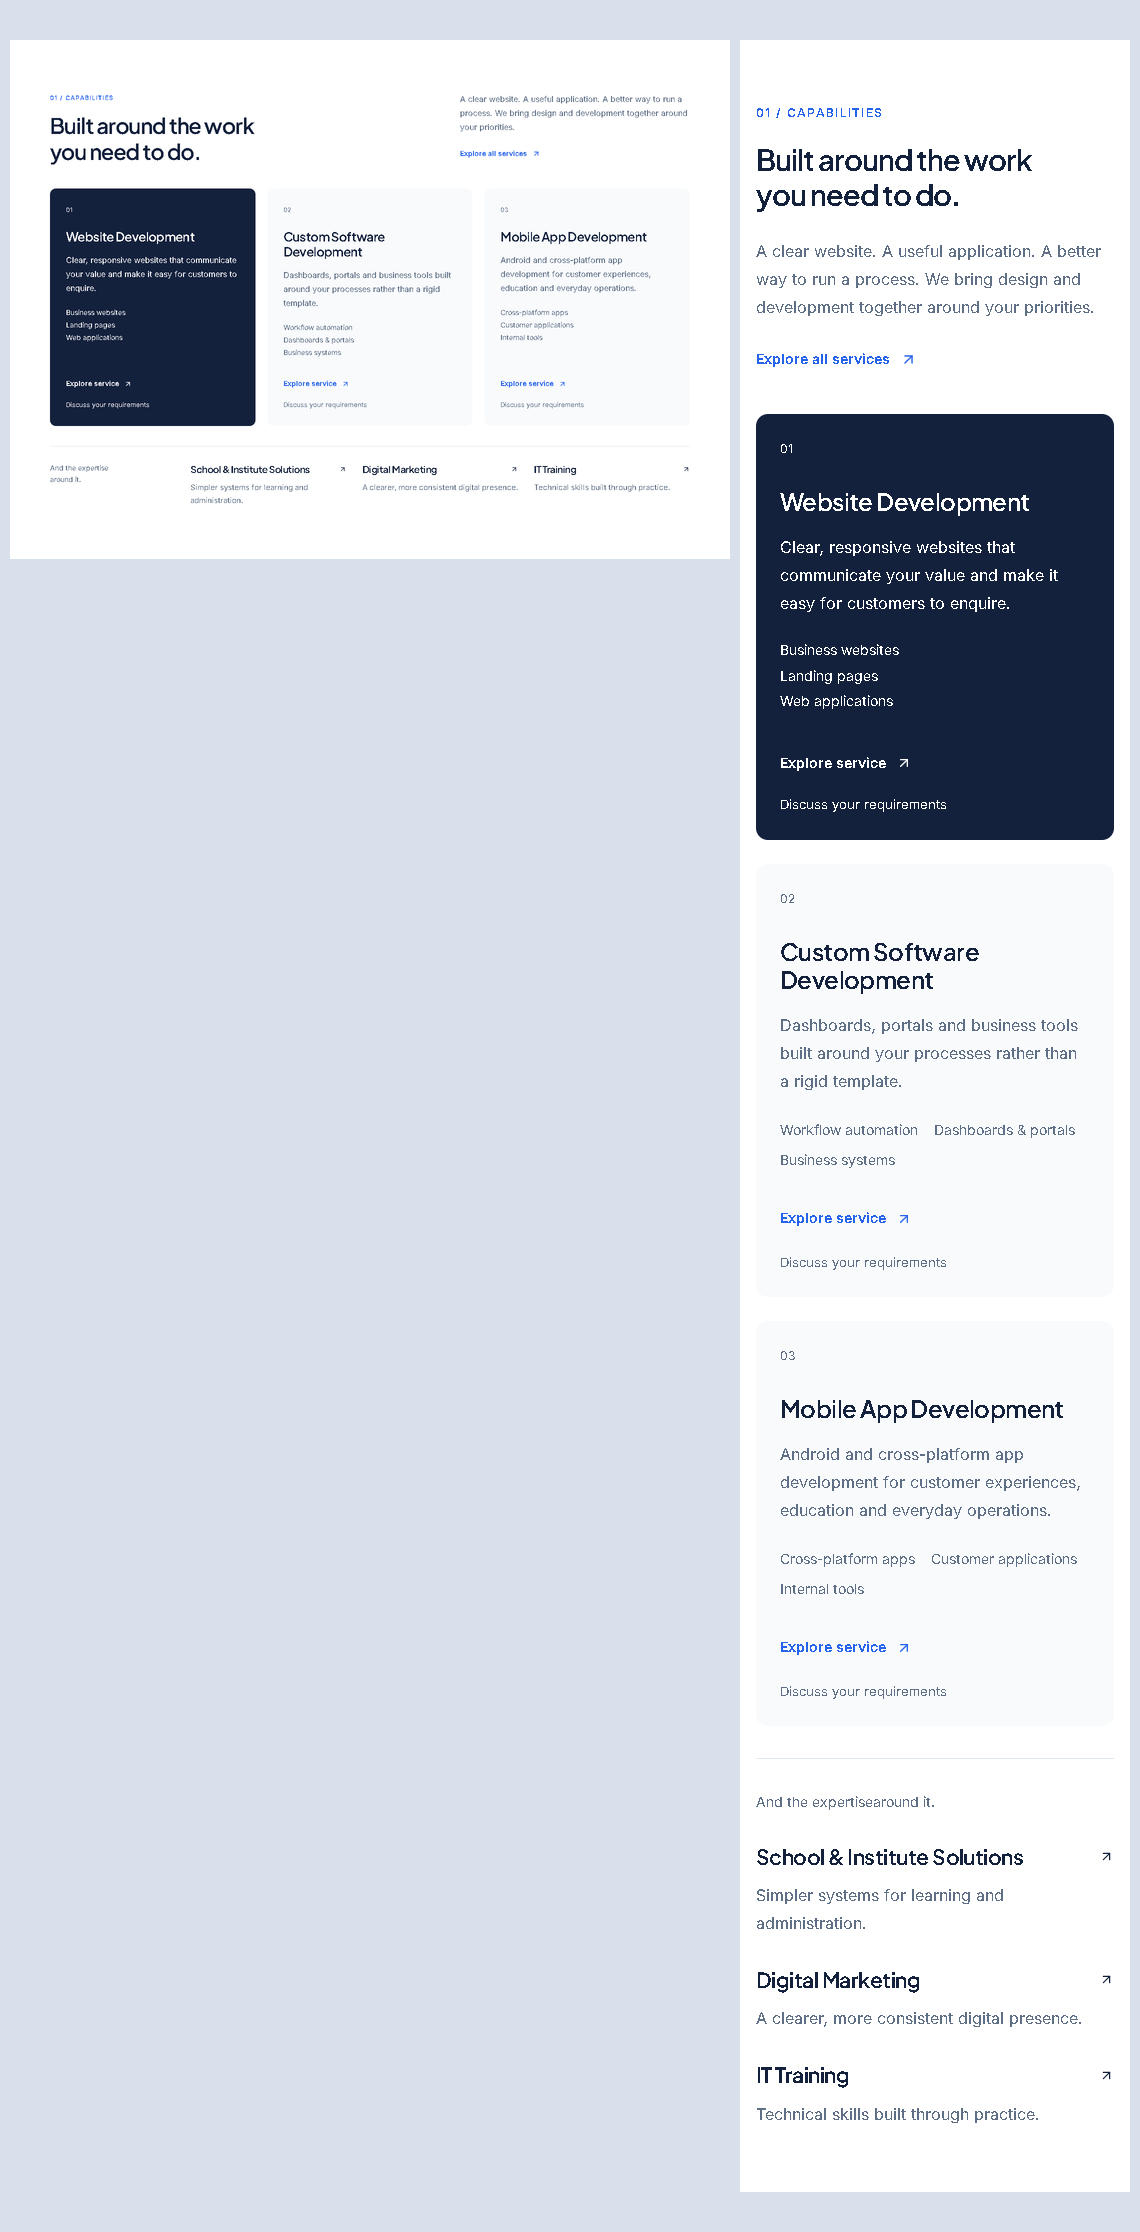 01 / CAPABILITIES
Built around the work
you need to do.
A clear website. A useful application. A better way to run a
process. We bring design and development together around
your priorities.
Explore all services
01
Website Development
Clear, responsive websites that communicate
your value and make it easy for customers to
enquire.
Business websites
Landing pages
Web applications
Explore service
Discuss your requirements
02
Custom Software
Development
Dashboards, portals and business tools built
around your processes rather than a rigid
template.
Workflow automation
Dashboards & portals
Business systems
Explore service
Discuss your requirements
03
Mobile App Development
Android and cross-platform app
development for customer experiences,
education and everyday operations.
Cross-platform apps
Customer applications
Internal tools
Explore service
Discuss your requirements
And the expertise
around it.
School & Institute Solutions
Simpler systems for learning and
administration.
Digital Marketing
A clearer, more consistent digital presence.
IT Training
Technical skills built through practice.
01 / CAPABILITIES
Built around the work
you need to do.
A clear website. A useful application. A better
way to run a process. We bring design and
development together around your priorities.
Explore all services
01
Website Development
Clear, responsive websites that
communicate your value and make it
easy for customers to enquire.
Business websites
Landing pages
Web applications
Explore service
Discuss your requirements
02
Custom Software
Development
Dashboards, portals and business tools
built around your processes rather than
a rigid template.
Workflow automation Dashboards & portals
Business systems
Explore service
Discuss your requirements
03
Mobile App Development
Android and cross-platform app
development for customer experiences,
education and everyday operations.
Cross-platform apps Customer applications
Internal tools
Explore service
Discuss your requirements
And the expertisearound it.
School & Institute Solutions
Simpler systems for learning and
administration.
Digital Marketing
A clearer, more consistent digital presence.
IT Training
Technical skills built through practice.